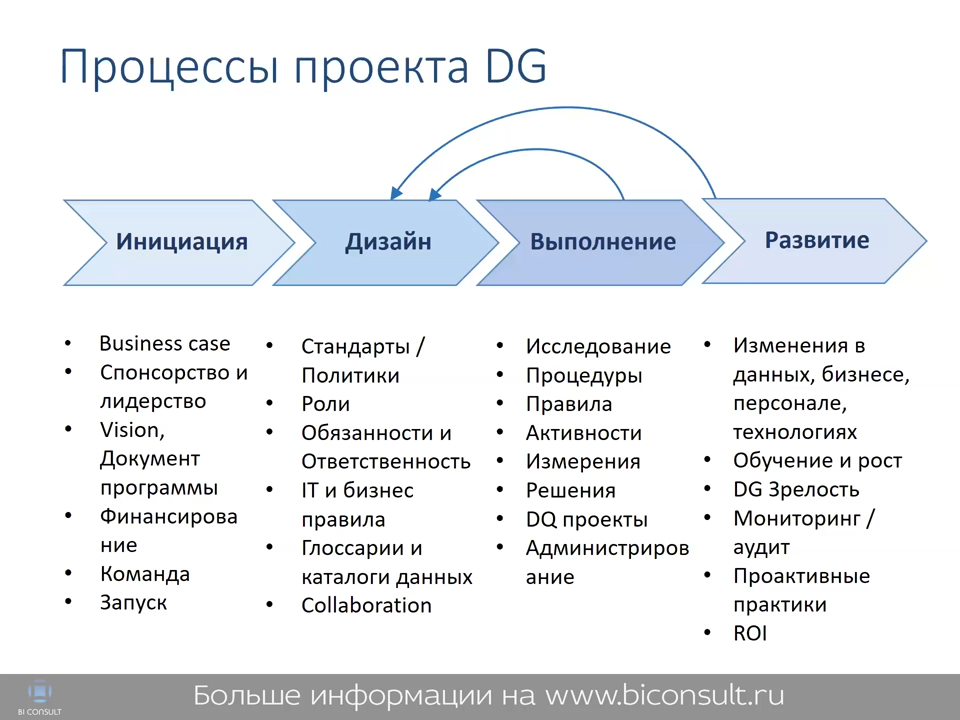 Процессы проекта DG
Инициация
Дизайн
Выполнение
Развитие
• Business case
• Спонсорство и
лидерство
• Vision,
Документ
программы
• Финансирова
ние
• Команда
• Запуск
• Стандарты /
Политики
• Роли
• Обязанности и
Ответственность
• IT и бизнес
правила
• Глоссарии и
каталоги данных
• Collaboration
• Исследование
• Процедуры
• Правила
• Активности
• Измерения
• Решения
• DQ проекты
• Администриров
ание
• Изменения в
данных, бизнесе,
персонале,
технологиях
• Обучение и рост
• DG Зрелость
• Мониторинг /
аудит
• Проактивные
практики
• ROI
BI CONSULT
Больше информации на www.biconsult.ru